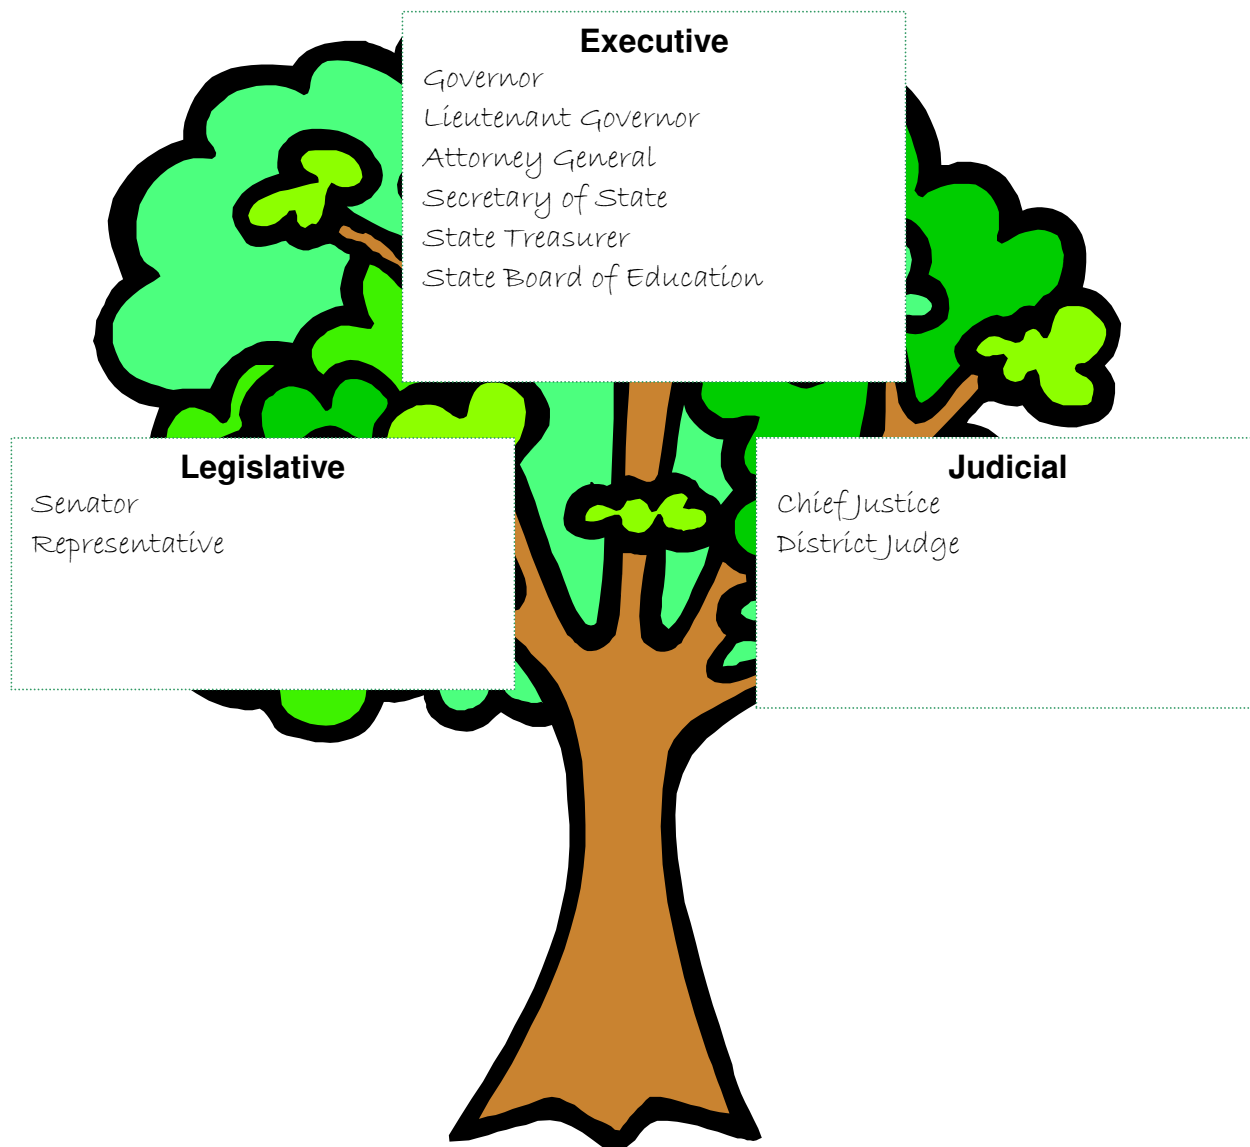 Executive
Governor
Lieutenant Governor
Attorney General
Secretary of State
State Treasurer
State Board of Education
Legislative
Senator
Representative
Judicial
Chief Justice
District Judge